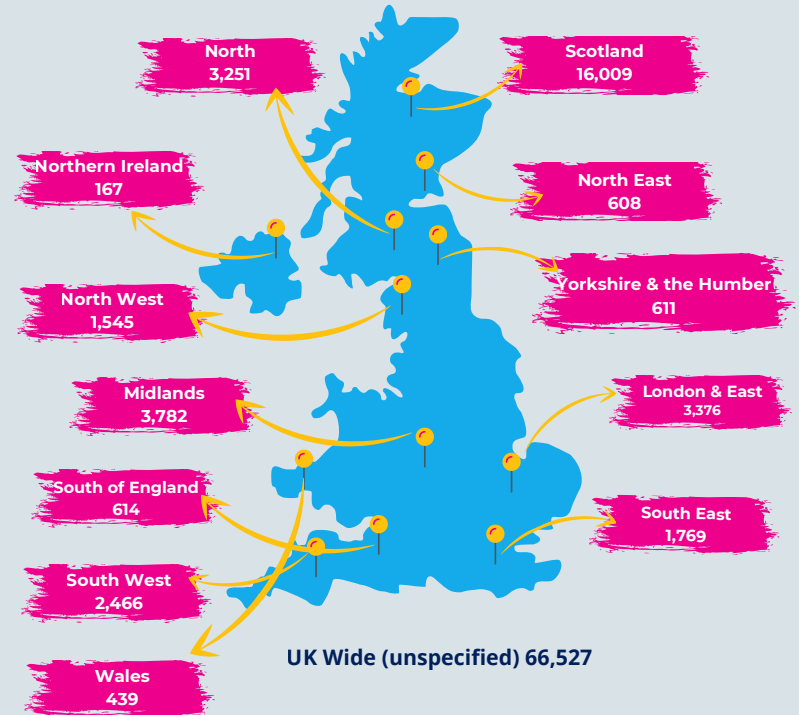 North
3,251
Scotland
16,009
Northern Ireland
167
North East
608
Yorkshire & the Humber
611
North West
1,545
Midlands
3,782
London & East
3,376
South of England
614
South East
1,769
South West
2,466
UK Wide (unspecified) 66,527
Wales
439